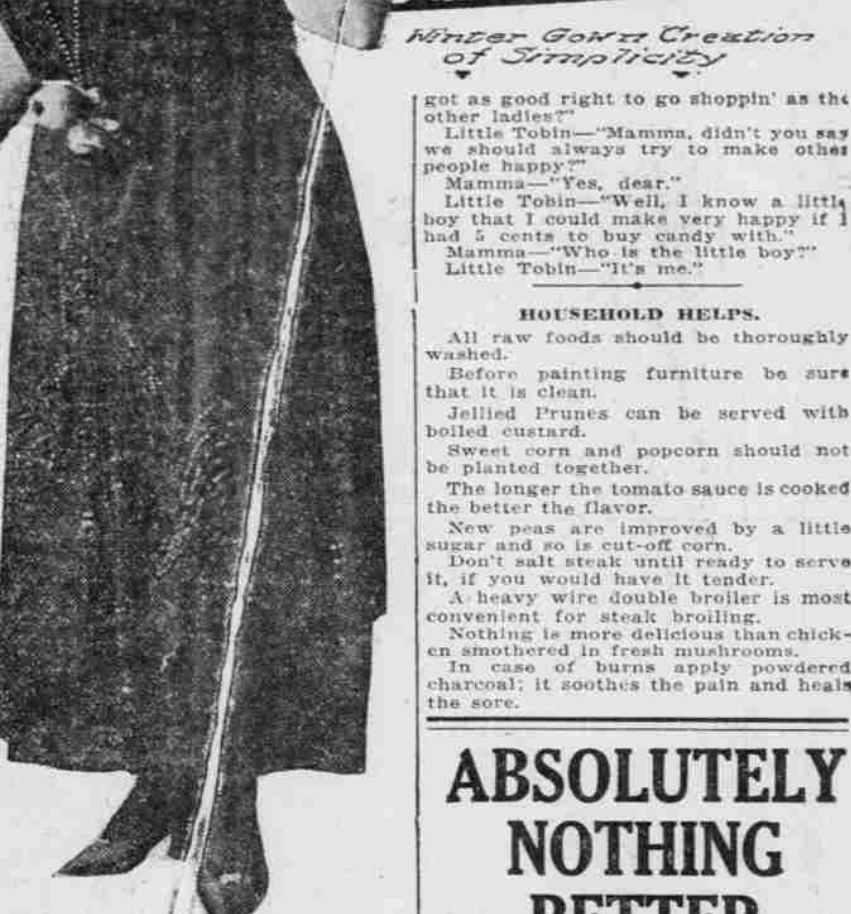 Winter Gown Creation
of Simplicity
got as good right to go shoppin' as the
other ladies?"
Little Tobin—"Mamma, didn't you say
we should always try to make other
people happy?"
Mamma—"Yes, dear."
Little Tobin—"Well, I know a little
boy that I could make very happy if I
had 5 cents to buy candy with."
Mamma—"Who is the little boy?"
Little Tobin—"It's me."
HOUSEHOLD HELPS.
All raw foods should be thoroughly
washed.
Before painting furniture be sure
that it is clean.
Jellied Prunes can be served with
boiled custard.
Sweet corn and popcorn should not
be planted together.
The longer the tomato sauce is cooked
the better the flavor.
New peas are improved by a little
sugar and so is cut-off corn.
Don't salt steak until ready to serve
it, if you would have it tender.
A heavy wire double broiler is most
convenient for steak broiling.
Nothing is more delicious than chick-
en smothered in fresh mushrooms.
In case of burns apply powdered
charcoal; it soothes the pain and heals
the sore.
ABSOLUTELY
NOTHING
BETTER